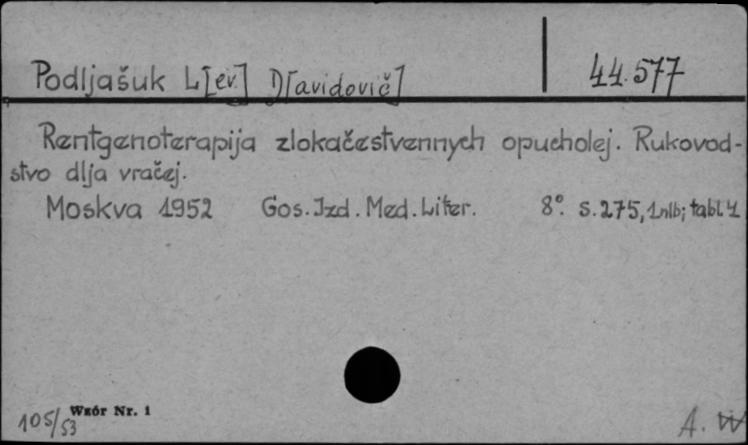 Podljašuk L[ev] D[avidovič] 44.577
Rentgenoterapija zlokačestvennych opucholej. Rukovod-
stvo dlja vračej.
Moskva 1952 Gos. Izd. Med. Liter. 8° s. 275, 1 nlb; tabl. 4
105/53 Wzór Nr. 1 A. W